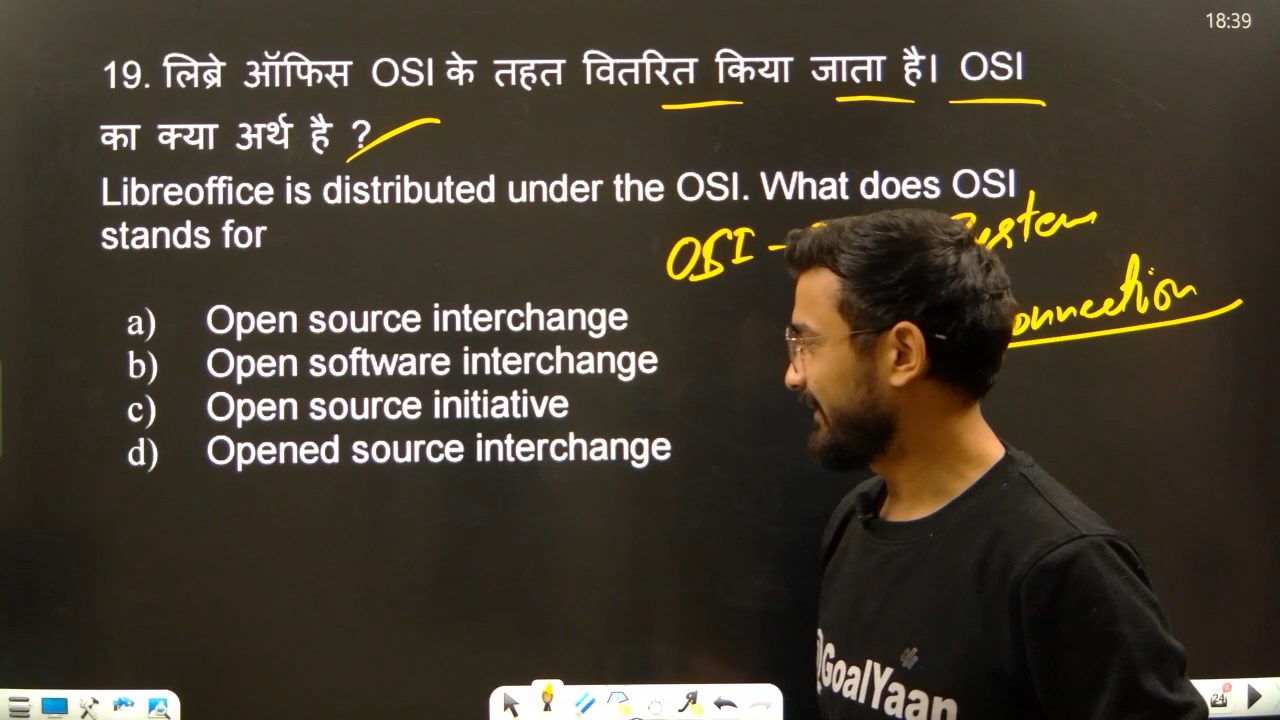 18:39
19. लिब्रे ऑफिस OSI के तहत वितरित किया जाता है। OSI
का क्या अर्थ है ?
Libreoffice is distributed under the OSI. What does OSI
stands for
OSI -
a) Open source interchange
b) Open software interchange
c) Open source initiative
d) Opened source interchange
GoalYaan
24